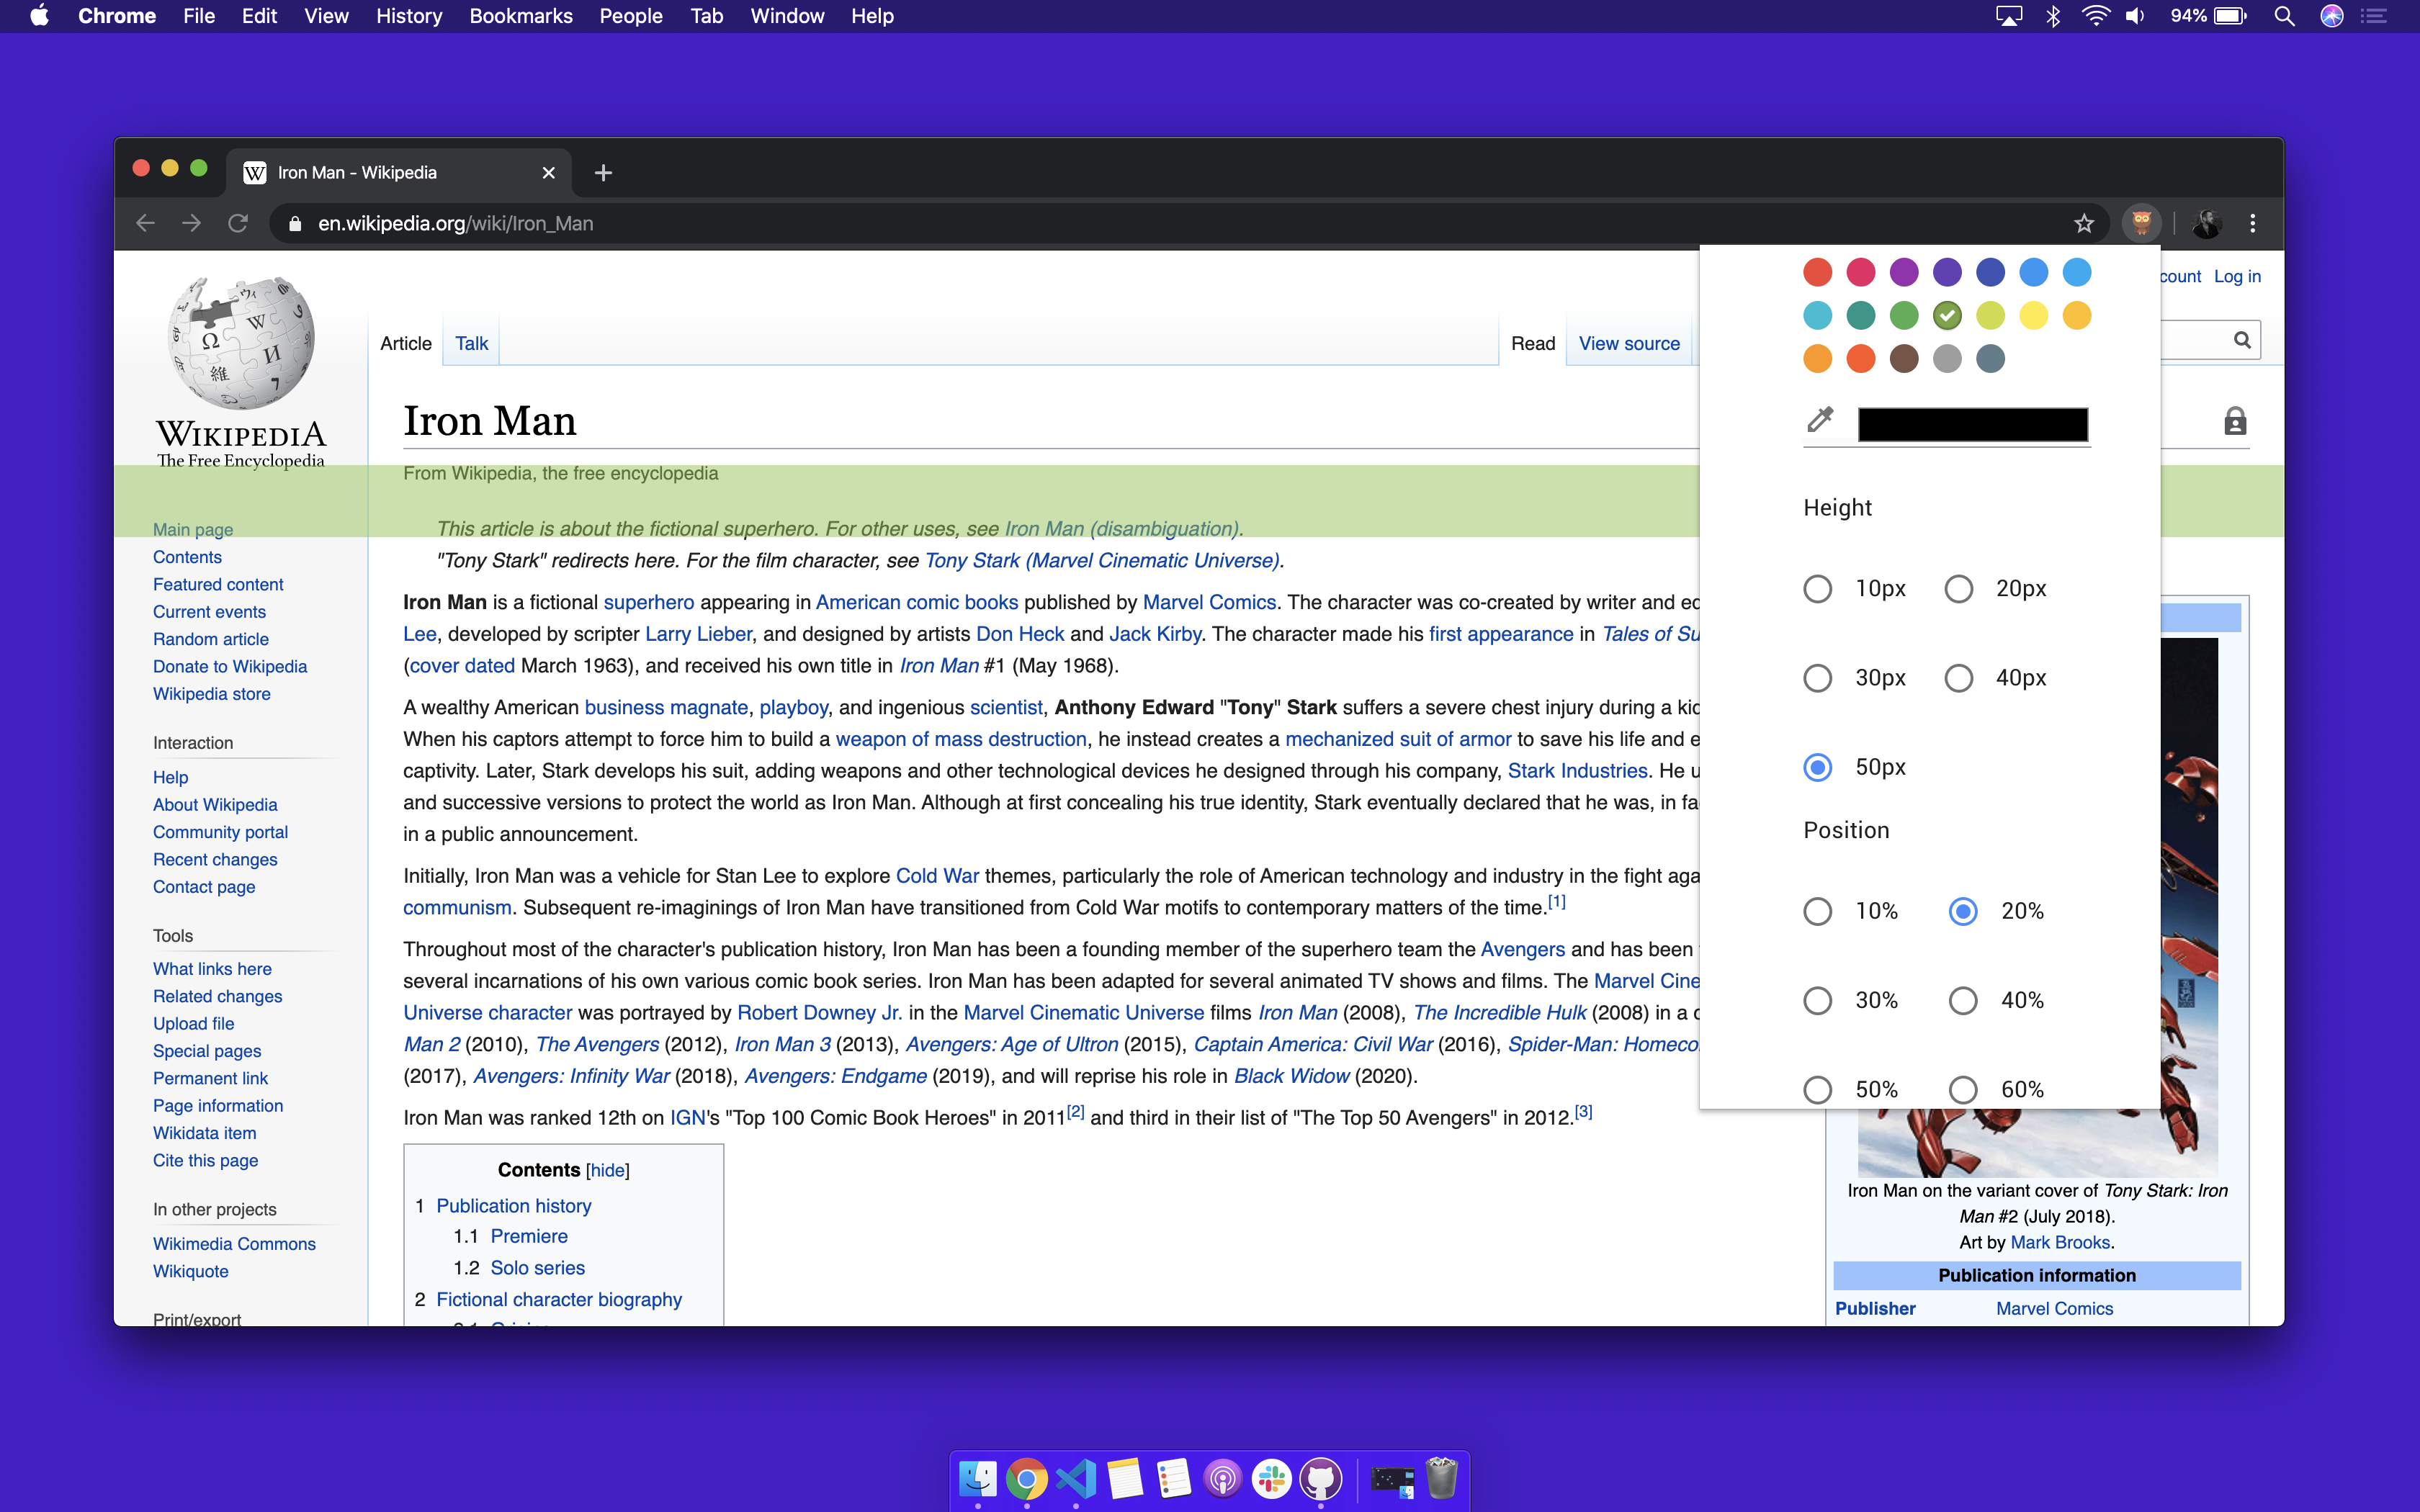 Chrome File Edit View History Bookmarks People Tab Window Help 94%
Iron Man - Wikipedia
en.wikipedia.org/wiki/Iron_Man
count Log in
Article Talk Read View source
WIKIPEDIA
The Free Encyclopedia
Main page
Contents
Featured content
Current events
Random article
Donate to Wikipedia
Wikipedia store
Interaction
Help
About Wikipedia
Community portal
Recent changes
Contact page
Tools
What links here
Related changes
Upload file
Special pages
Permanent link
Page information
Wikidata item
Cite this page
In other projects
Wikimedia Commons
Wikiquote
Print/export
Iron Man
From Wikipedia, the free encyclopedia
This article is about the fictional superhero. For other uses, see Iron Man (disambiguation).
"Tony Stark" redirects here. For the film character, see Tony Stark (Marvel Cinematic Universe).
Iron Man is a fictional superhero appearing in American comic books published by Marvel Comics. The character was co-created by writer and ed
Lee, developed by scripter Larry Lieber, and designed by artists Don Heck and Jack Kirby. The character made his first appearance in Tales of Su
(cover dated March 1963), and received his own title in Iron Man #1 (May 1968).
A wealthy American business magnate, playboy, and ingenious scientist, Anthony Edward "Tony" Stark suffers a severe chest injury during a kid
When his captors attempt to force him to build a weapon of mass destruction, he instead creates a mechanized suit of armor to save his life and e
captivity. Later, Stark develops his suit, adding weapons and other technological devices he designed through his company, Stark Industries. He u
and successive versions to protect the world as Iron Man. Although at first concealing his true identity, Stark eventually declared that he was, in fa
in a public announcement.
Initially, Iron Man was a vehicle for Stan Lee to explore Cold War themes, particularly the role of American technology and industry in the fight aga
communism. Subsequent re-imaginings of Iron Man have transitioned from Cold War motifs to contemporary matters of the time.[1]
Throughout most of the character's publication history, Iron Man has been a founding member of the superhero team the Avengers and has been
several incarnations of his own various comic book series. Iron Man has been adapted for several animated TV shows and films. The Marvel Cine
Universe character was portrayed by Robert Downey Jr. in the Marvel Cinematic Universe films Iron Man (2008), The Incredible Hulk (2008) in a c
Man 2 (2010), The Avengers (2012), Iron Man 3 (2013), Avengers: Age of Ultron (2015), Captain America: Civil War (2016), Spider-Man: Homeco
(2017), Avengers: Infinity War (2018), Avengers: Endgame (2019), and will reprise his role in Black Widow (2020).
Iron Man was ranked 12th on IGN's "Top 100 Comic Book Heroes" in 2011[2] and third in their list of "The Top 50 Avengers" in 2012.[3]
Contents [hide]
1 Publication history
1.1 Premiere
1.2 Solo series
2 Fictional character biography
Height
10px 20px
30px 40px
50px
Position
10% 20%
30% 40%
50% 60%
Iron Man on the variant cover of Tony Stark: Iron
Man #2 (July 2018).
Art by Mark Brooks.
Publication information
Publisher Marvel Comics